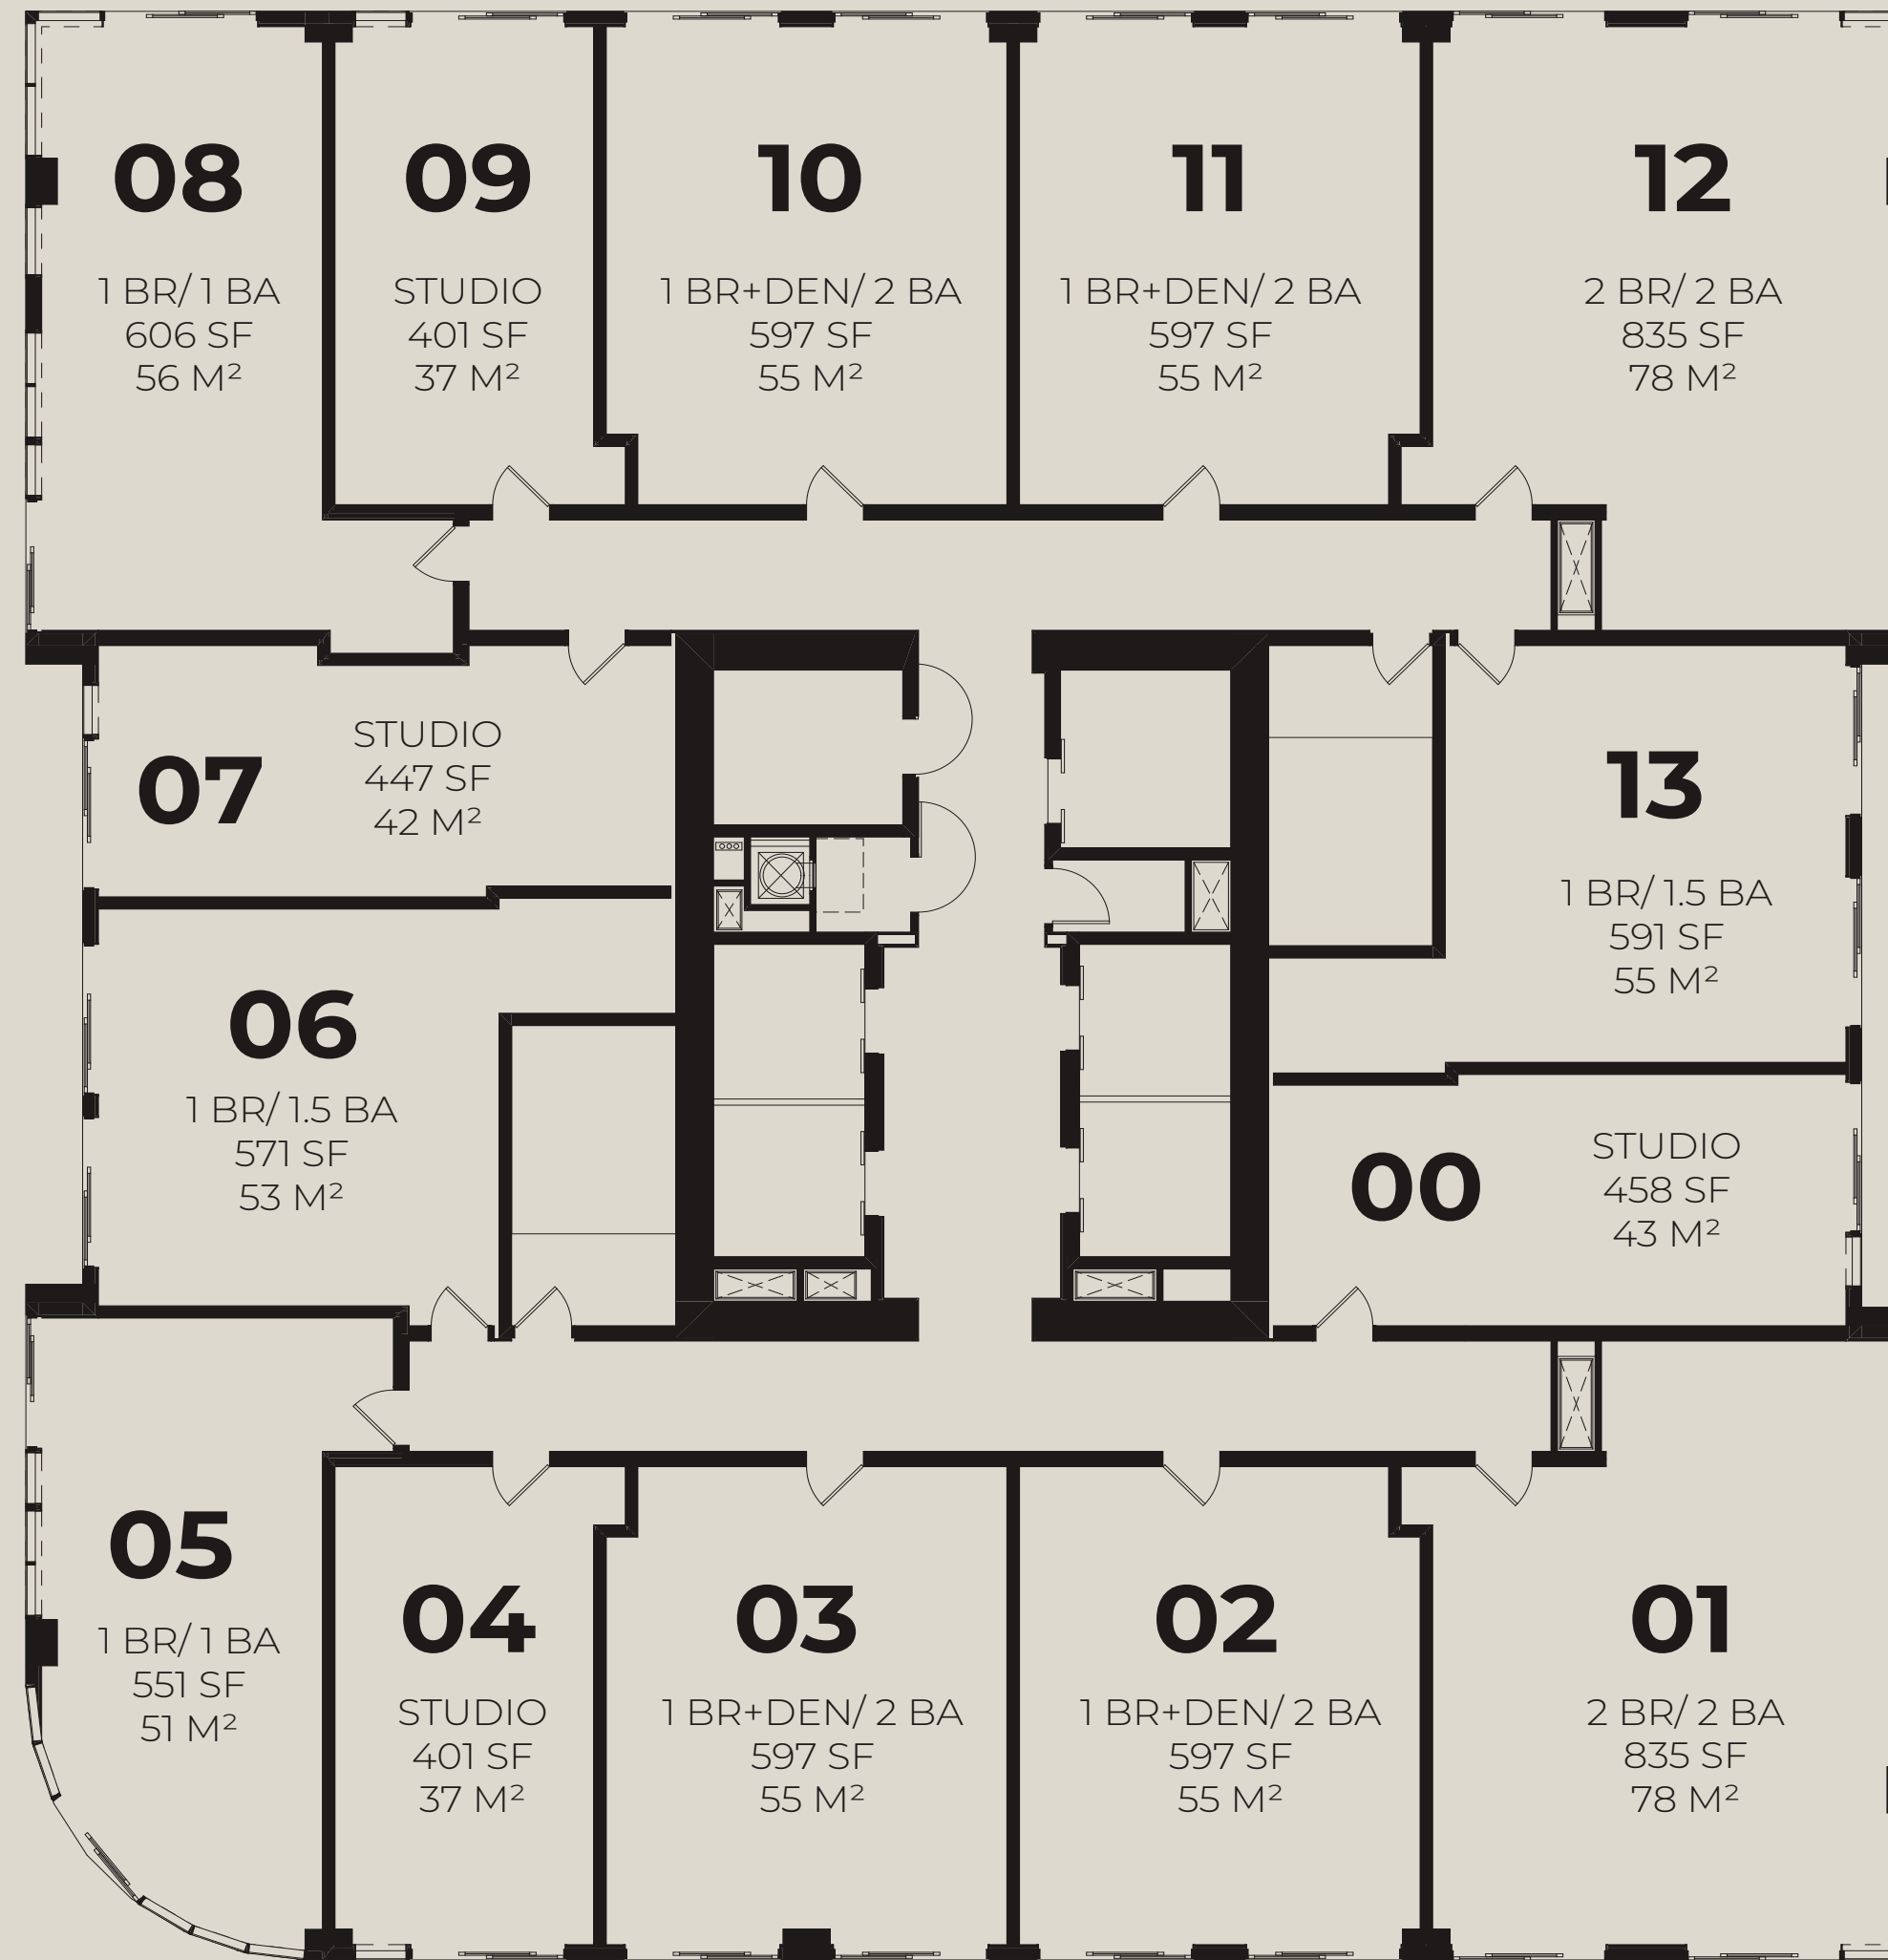 08
1 BR/ 1 BA
606 SF
56 M²
09
STUDIO
401 SF
37 M²
10
1 BR+DEN/ 2 BA
597 SF
55 M²
11
1 BR+DEN/ 2 BA
597 SF
55 M²
12
2 BR/ 2 BA
835 SF
78 M²
07
STUDIO
447 SF
42 M²
13
1 BR/ 1.5 BA
591 SF
55 M²
06
1 BR/ 1.5 BA
571 SF
53 M²
00
STUDIO
458 SF
43 M²
05
1 BR/ 1 BA
551 SF
51 M²
04
STUDIO
401 SF
37 M²
03
1 BR+DEN/ 2 BA
597 SF
55 M²
02
1 BR+DEN/ 2 BA
597 SF
55 M²
01
2 BR/ 2 BA
835 SF
78 M²